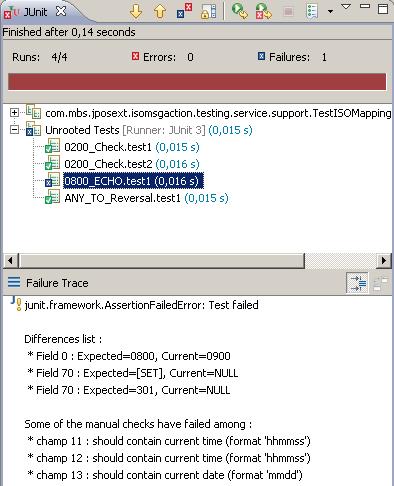 JUnit
Finished after 0,14 seconds
Runs: 4/4 Errors: 0 Failures: 1
com.mbs.jposext.isomsgaction.testing.service.support.TestISOMapping
Unrooted Tests [Runner: JUnit 3] (0,015 s)
0200_Check.test1 (0,015 s)
0200_Check.test2 (0,016 s)
0800_ECHO.test1 (0,016 s)
ANY_TO_Reversal.test1 (0,015 s)
Failure Trace
junit.framework.AssertionFailedError: Test failed
Differences list :
* Field 0 : Expected=0800, Current=0900
* Field 70 : Expected=[SET], Current=NULL
* Field 70 : Expected=301, Current=NULL
Some of the manual checks have failed among :
* champ 11 : should contain current time (format 'hhmmss')
* champ 12 : should contain current time (format 'hhmmss')
* champ 13 : should contain current date (format 'mmdd')